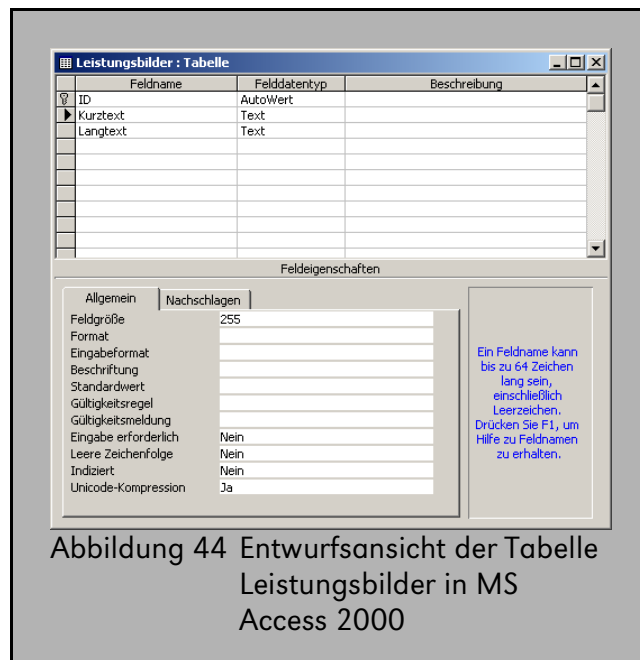 Leistungsbilder : Tabelle
Feldname Felddatentyp Beschreibung
ID AutoWert
Kurztext Text
Langtext Text
Feldeigenschaften
Allgemein Nachschlagen
Feldgröße 255
Format
Eingabeformat
Beschriftung
Standardwert
Gültigkeitsregel
Gültigkeitsmeldung
Eingabe erforderlich Nein
Leere Zeichenfolge Nein
Indiziert Nein
Unicode-Kompression Ja
Ein Feldname kann
bis zu 64 Zeichen
lang sein,
einschließlich
Leerzeichen.
Drücken Sie F1, um
Hilfe zu Feldnamen
zu erhalten.
Abbildung 44 Entwurfsansicht der Tabelle
Leistungsbilder in MS
Access 2000